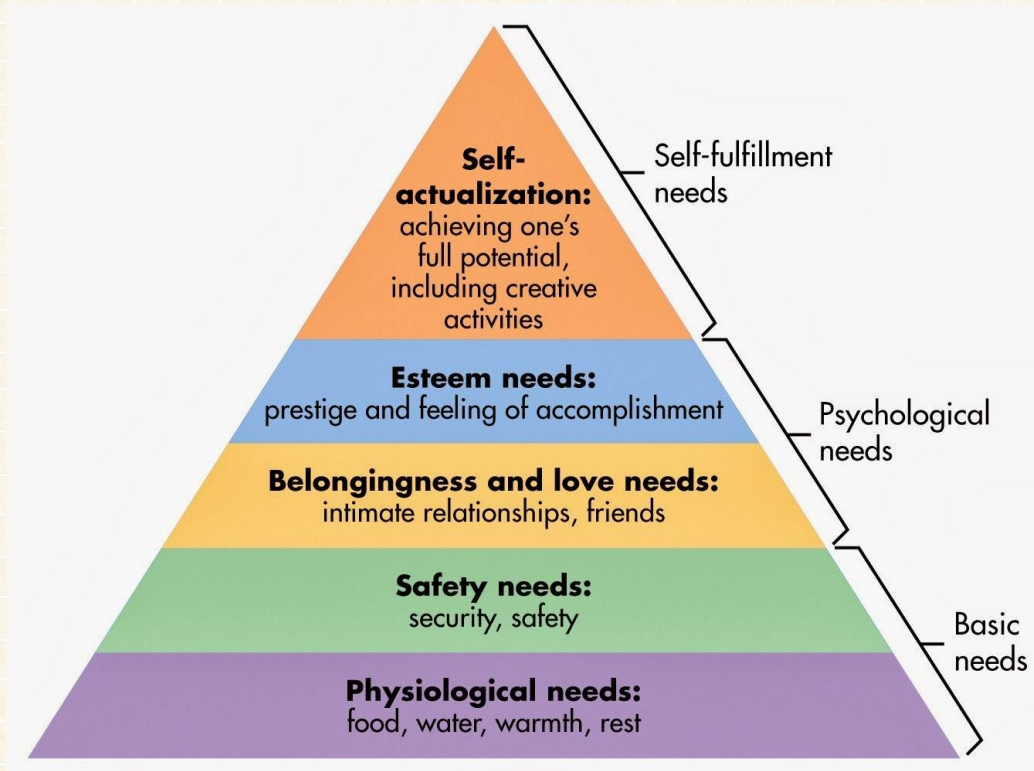 Self-
actualization:
achieving one's
full potential,
including creative
activities
Self-fulfillment
needs
Esteem needs:
prestige and feeling of accomplishment
Psychological
needs
Belongingness and love needs:
intimate relationships, friends
Safety needs:
security, safety
Basic
needs
Physiological needs:
food, water, warmth, rest